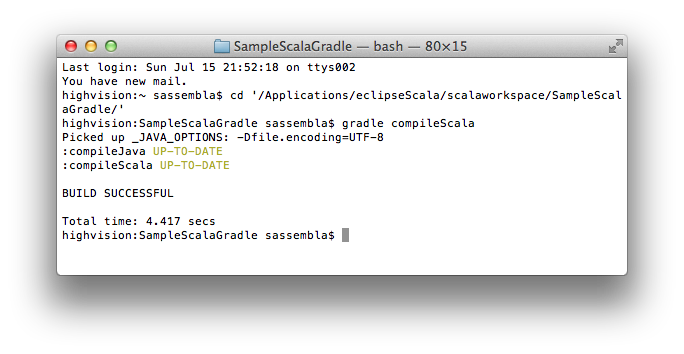 SampleScalaGradle — bash — 80×15
Last login: Sun Jul 15 21:52:18 on ttys002
You have new mail.
highvision:~ sassembla$ cd '/Applications/eclipseScala/scalaworkspace/SampleScal
aGradle/'
highvision:SampleScalaGradle sassembla$ gradle compileScala
Picked up _JAVA_OPTIONS: -Dfile.encoding=UTF-8
:compileJava UP-TO-DATE
:compileScala UP-TO-DATE
BUILD SUCCESSFUL
Total time: 4.417 secs
highvision:SampleScalaGradle sassembla$